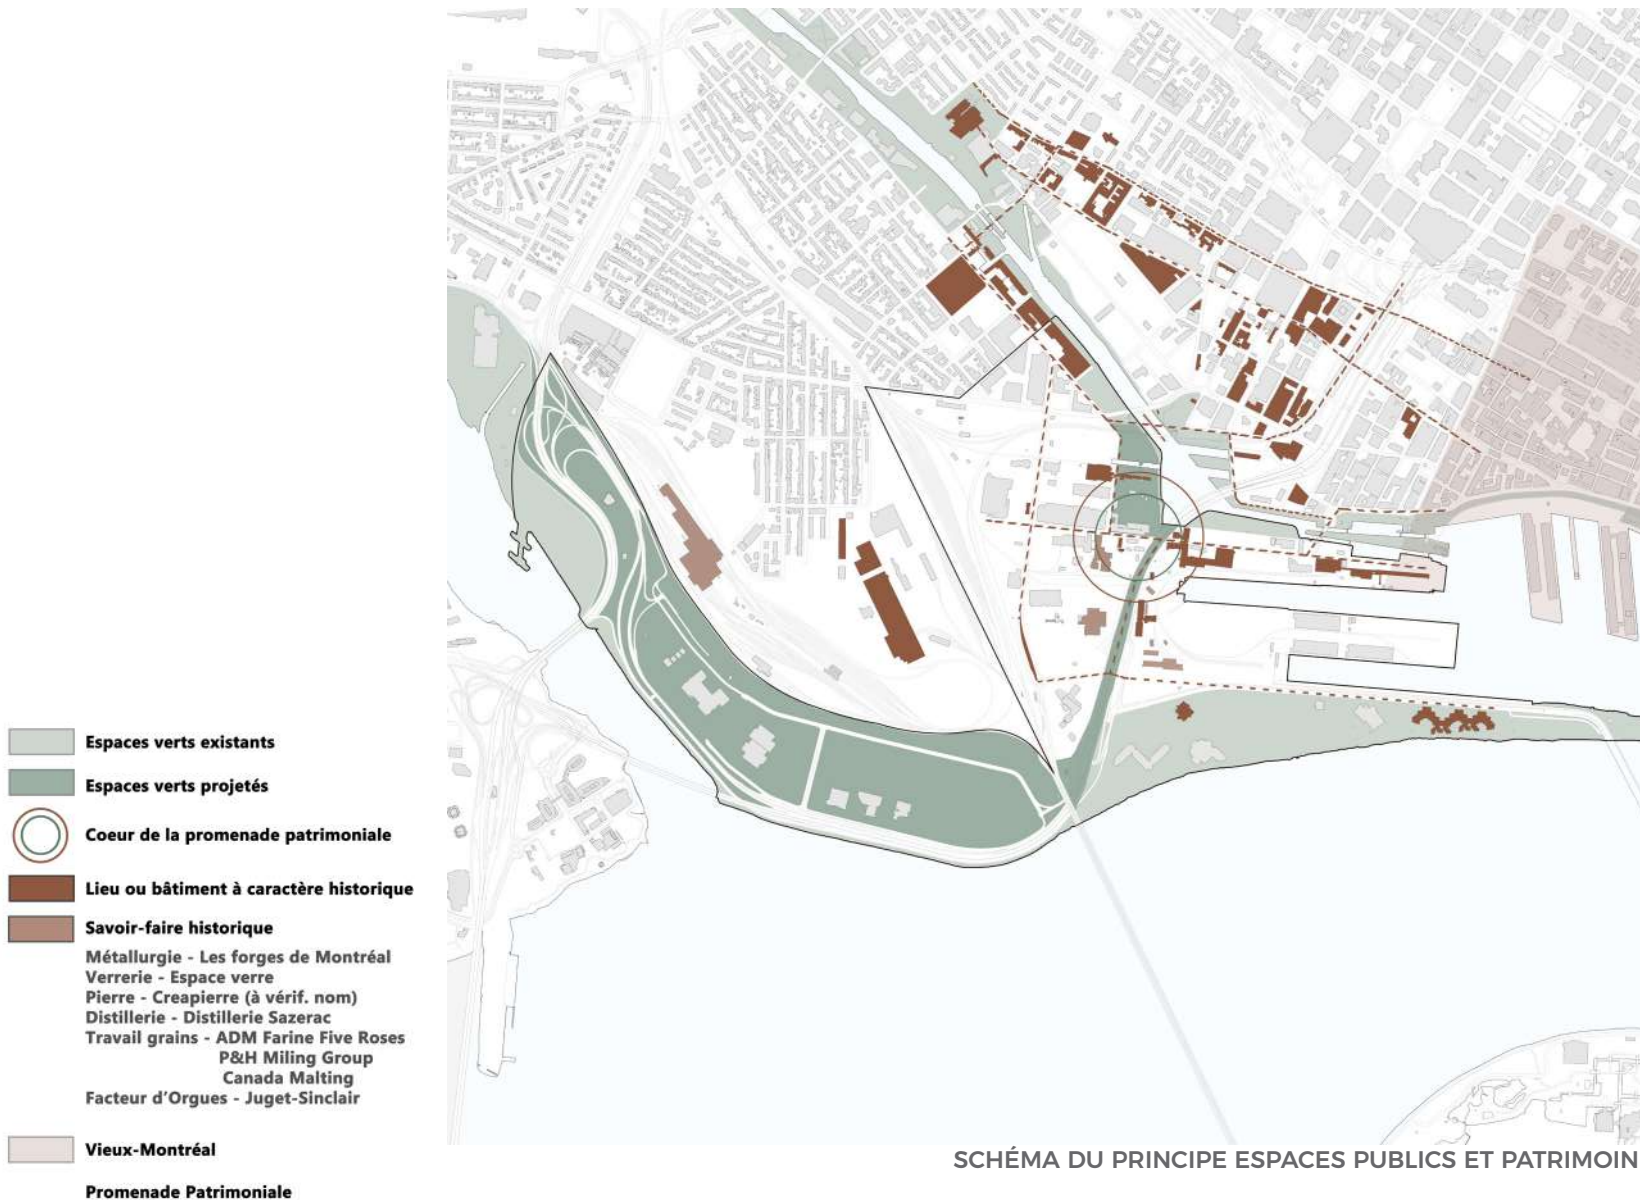 Espaces verts existants
Espaces verts projetés
Coeur de la promenade patrimoniale
Lieu ou bâtiment à caractère historique
Savoir-faire historique
Métallurgie - Les forges de Montréal
Verrerie - Espace verre
Pierre - Creapierre (à vérif. nom)
Distillerie - Distillerie Sazerac
Travail grains - ADM Farine Five Roses
P&H Miling Group
Canada Malting
Facteur d'Orgues - Juget-Sinclair
Vieux-Montréal
Promenade Patrimoniale
SCHÉMA DU PRINCIPE ESPACES PUBLICS ET PATRIMOIN